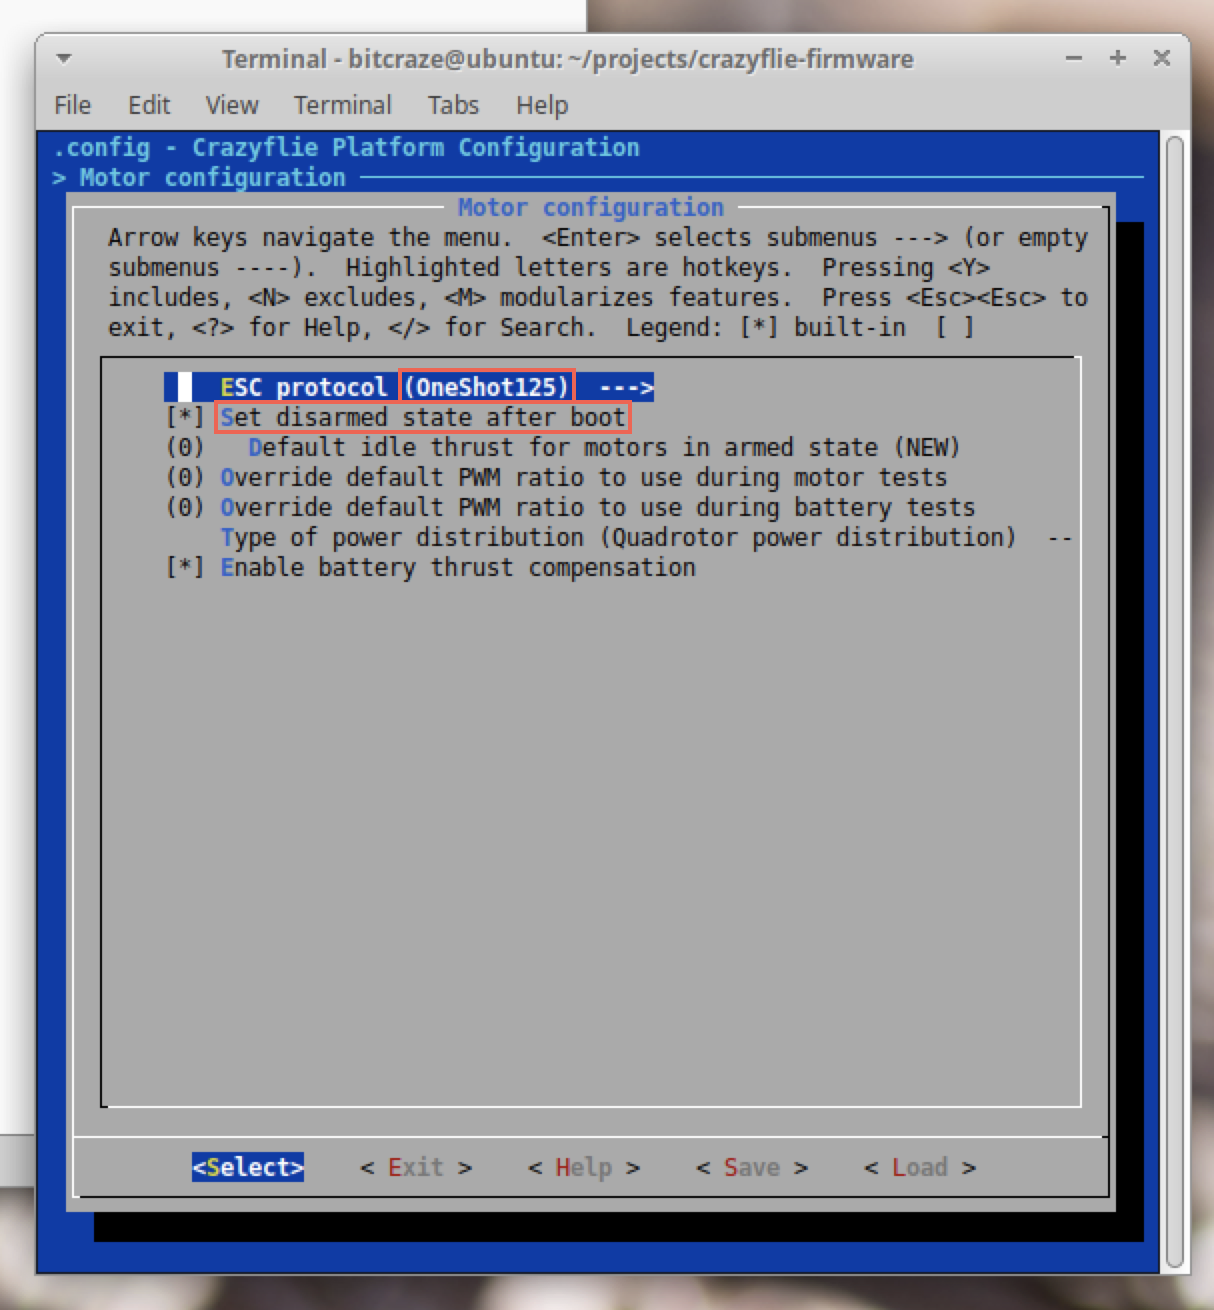 Terminal - bitcraze@ubuntu: ~/projects/crazyflie-firmware
File Edit View Terminal Tabs Help
.config - Crazyflie Platform Configuration
> Motor configuration
Motor configuration
Arrow keys navigate the menu.  <Enter> selects submenus ---> (or empty
submenus ----).  Highlighted letters are hotkeys.  Pressing <Y>
includes, <N> excludes, <M> modularizes features.  Press <Esc><Esc> to
exit, <?> for Help, </> for Search.  Legend: [*] built-in  [ ]
ESC protocol (OneShot125)  --->
[*] Set disarmed state after boot
(0)   Default idle thrust for motors in armed state (NEW)
(0) Override default PWM ratio to use during motor tests
(0) Override default PWM ratio to use during battery tests
Type of power distribution (Quadrotor power distribution)  --
[*] Enable battery thrust compensation
<Select>    < Exit >    < Help >    < Save >    < Load >